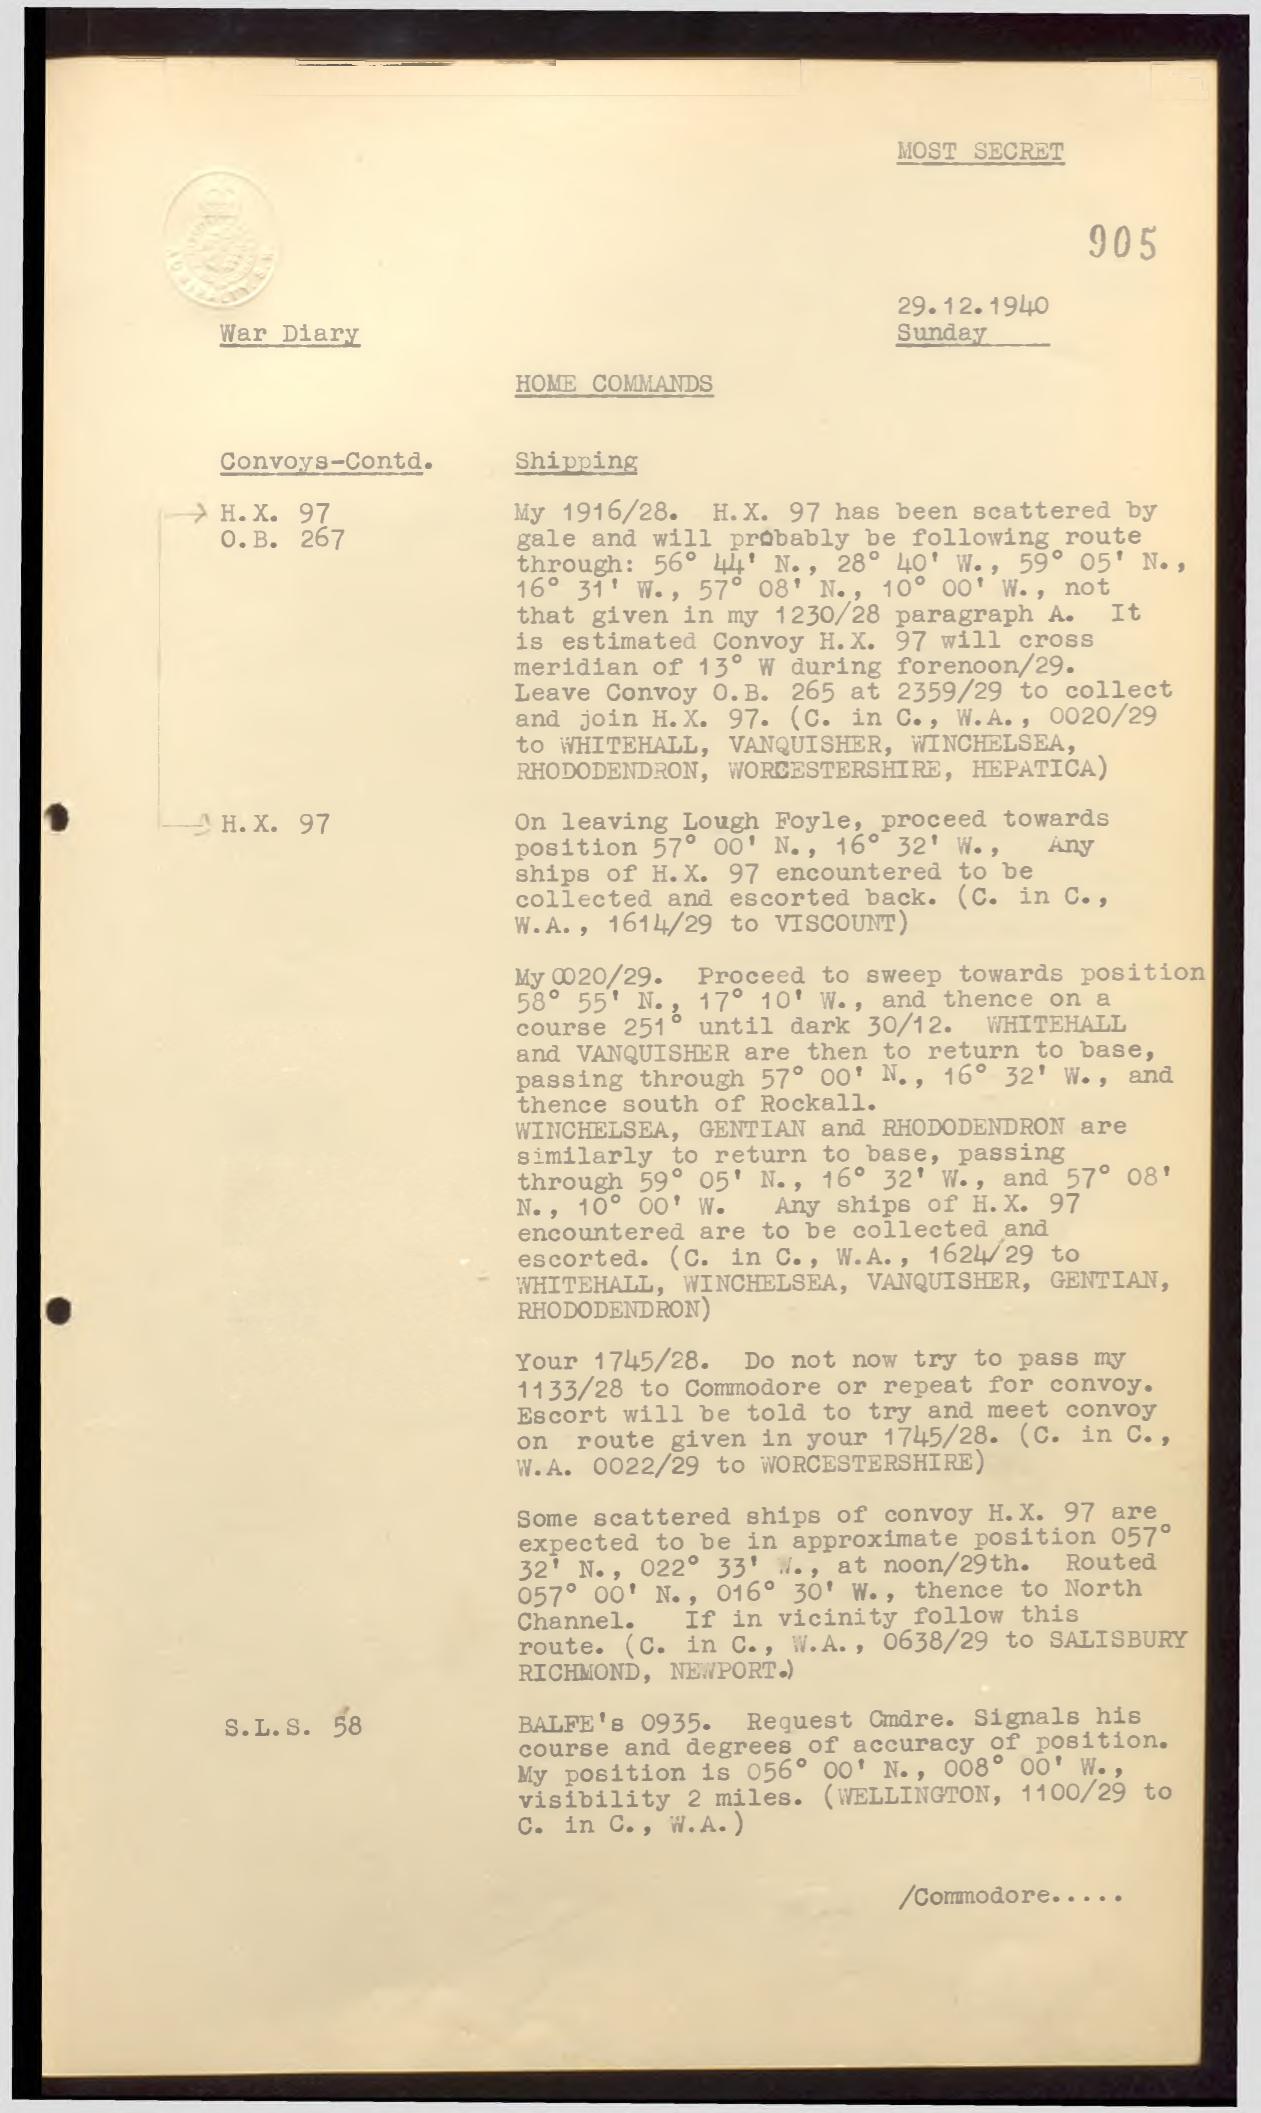 MOST SECRET
905
29.12.1940
War Diary
Sunday
HOME COMMANDS
Convoys-Contd.
Shipping
H.X. 97
O.B. 267
My 1916/28. H.X. 97 has been scattered by
gale and will probably be following route
through: 56° 44' N., 28° 40' W., 59° 05' N.,
16° 31' W., 57° 08' N., 10° 00' W., not
that given in my 1230/28 paragraph A. It
is estimated Convoy H.X. 97 will cross
meridian of 13° W during forenoon/29.
Leave Convoy O.B. 265 at 2359/29 to collect
and join H.X. 97. (C. in C., W.A., 0020/29
to WHITEHALL, VANQUISHER, WINCHELSEA,
RHODODENDRON, WORCESTERSHIRE, HEPATICA)
H.X. 97
On leaving Lough Foyle, proceed towards
position 57° 00' N., 16° 32' W., Any
ships of H.X. 97 encountered to be
collected and escorted back. (C. in C.,
W.A., 1614/29 to VISCOUNT)
My 0020/29. Proceed to sweep towards position
58° 55' N., 17° 10' W., and thence on a
course 251° until dark 30/12. WHITEHALL
and VANQUISHER are then to return to base,
passing through 57° 00' N., 16° 32' W., and
thence south of Rockall.
WINCHELSEA, GENTIAN and RHODODENDRON are
similarly to return to base, passing
through 59° 05' N., 16° 32' W., and 57° 08'
N., 10° 00' W. Any ships of H.X. 97
encountered are to be collected and
escorted. (C. in C., W.A., 1624/29 to
WHITEHALL, WINCHELSEA, VANQUISHER, GENTIAN,
RHODODENDRON)
Your 1745/28. Do not now try to pass my
1133/28 to Commodore or repeat for convoy.
Escort will be told to try and meet convoy
on route given in your 1745/28. (C. in C.,
W.A. 0022/29 to WORCESTERSHIRE)
Some scattered ships of convoy H.X. 97 are
expected to be in approximate position 057°
32' N., 022° 33' W., at noon/29th. Routed
057° 00' N., 016° 30' W., thence to North
Channel. If in vicinity follow this
route. (C. in C., W.A., 0638/29 to SALISBURY
RICHMOND, NEWPORT.)
S.L.S. 58
BALFE's 0935. Request Cmdre. Signals his
course and degrees of accuracy of position.
My position is 056° 00' N., 008° 00' W.,
visibility 2 miles. (WELLINGTON, 1100/29 to
C. in C., W.A.)
/Commodore.....